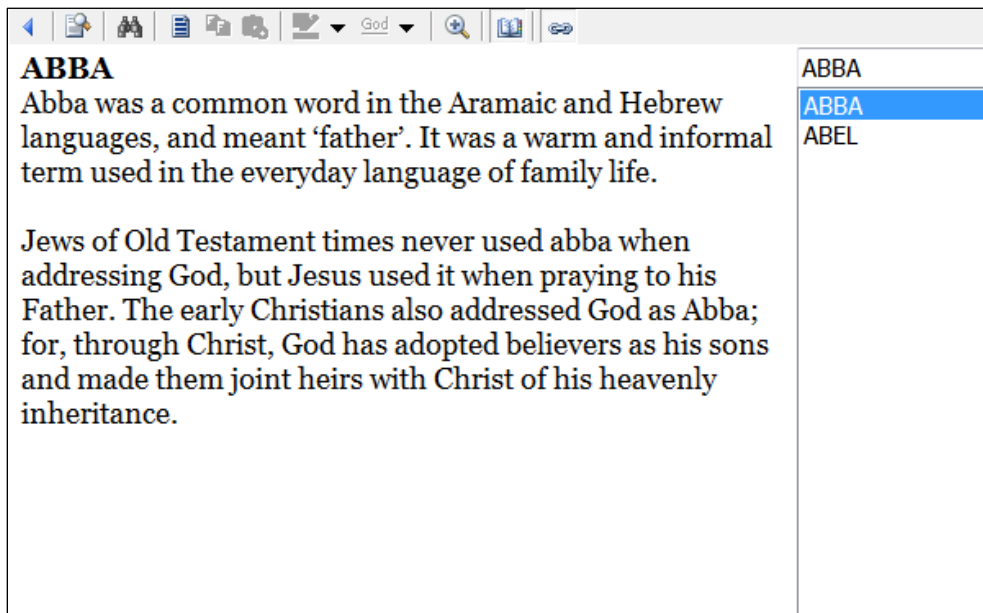 God
ABBA
Abba was a common word in the Aramaic and Hebrew
languages, and meant ‘father’. It was a warm and informal
term used in the everyday language of family life.
Jews of Old Testament times never used abba when
addressing God, but Jesus used it when praying to his
Father. The early Christians also addressed God as Abba;
for, through Christ, God has adopted believers as his sons
and made them joint heirs with Christ of his heavenly
inheritance.
ABBA
ABBA
ABEL